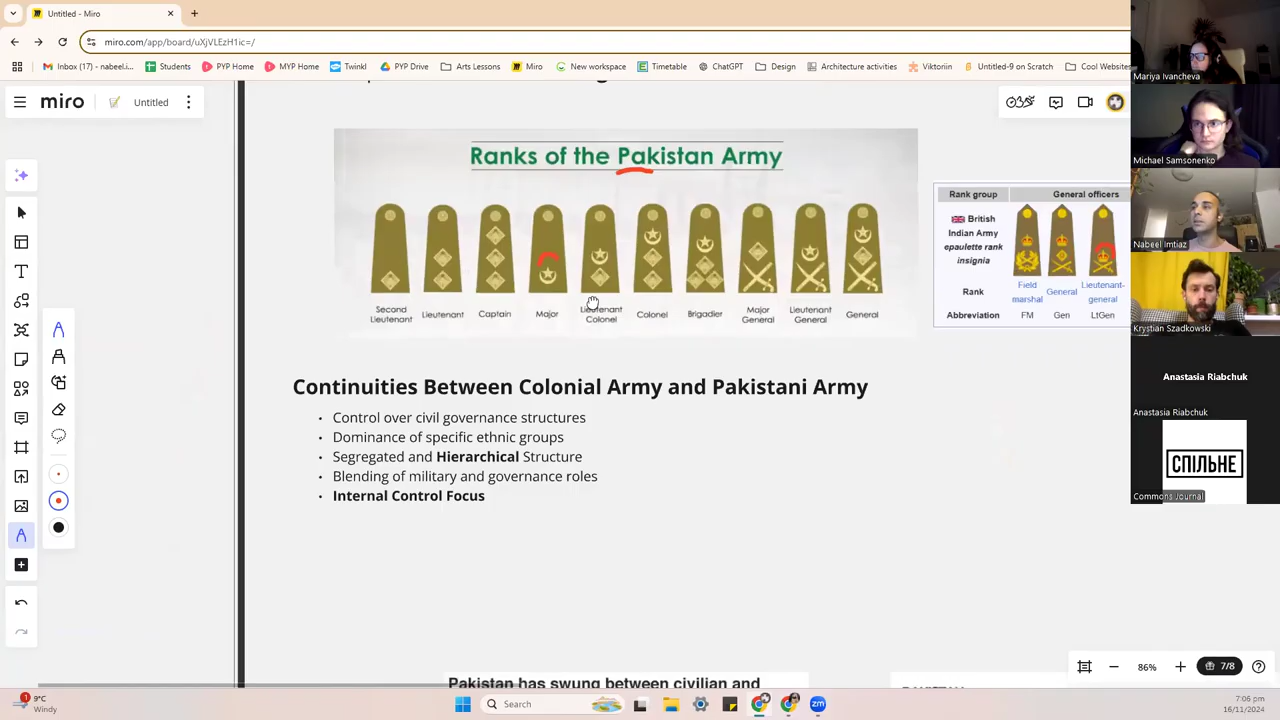 Untitled - Miro
miro.com/app/board/uXjVLEzH1ic=/
Inbox (17) - nabeel.i...
Students
PYP Home
MYP Home
Twinkl
PYP Drive
Arts Lessons
Miro
New workspace
Timetable
ChatGPT
Design
Architecture activities
Viktoriin
Untitled-9 on Scratch
Cool Websites
miro
Untitled
Ranks of the Pakistan Army
Second Lieutenant
Lieutenant
Captain
Major
Lieutenant Colonel
Colonel
Brigadier
Major General
Lieutenant General
General
Rank group
General officers
British
Indian Army
epaulette rank
insignia
Rank
Field marshal
General
Lieutenant-general
Abbreviation
FM
Gen
LtGen
Continuities Between Colonial Army and Pakistani Army
· Control over civil governance structures
· Dominance of specific ethnic groups
· Segregated and Hierarchical Structure
· Blending of military and governance roles
· Internal Control Focus
Pakistan has swung between civilian and
86%
7/8
Mariya Ivancheva
Michael Samsonenko
Nabeel Imtiaz
Krystian Szadkowski
Anastasia Riabchuk
Anastasia Riabchuk
СПІЛЬНЕ
Commons Journal
1
9°C
Windy
Search
zm
7:06 pm
16/11/2024